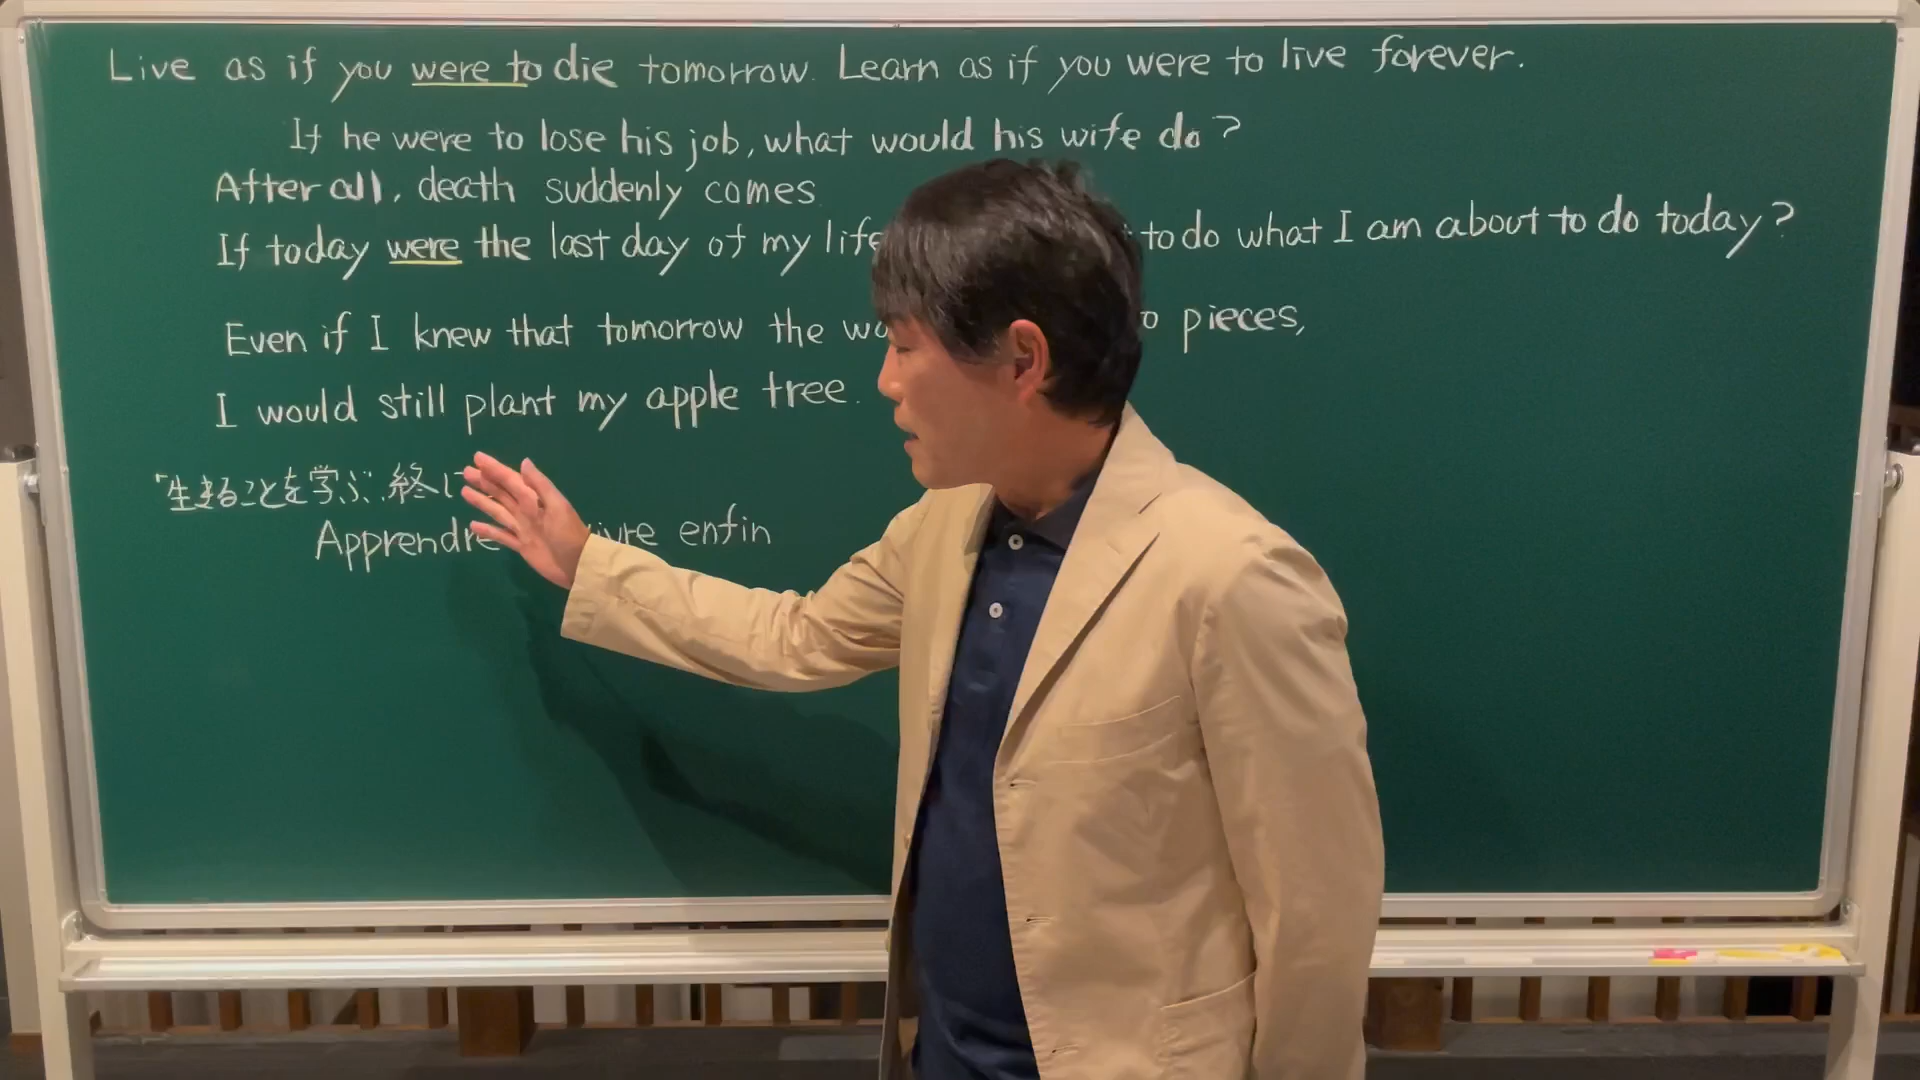 Live as if you were to die tomorrow. Learn as if you were to live forever.
If he were to lose his job, what would his wife do?
After all, death suddenly comes
If today were the last day of my life to do what I am about to do today?
Even if I knew that tomorrow the pieces,
I would still plant my apple tree.
「生きることを学ぶ、終に
Apprendre enfin